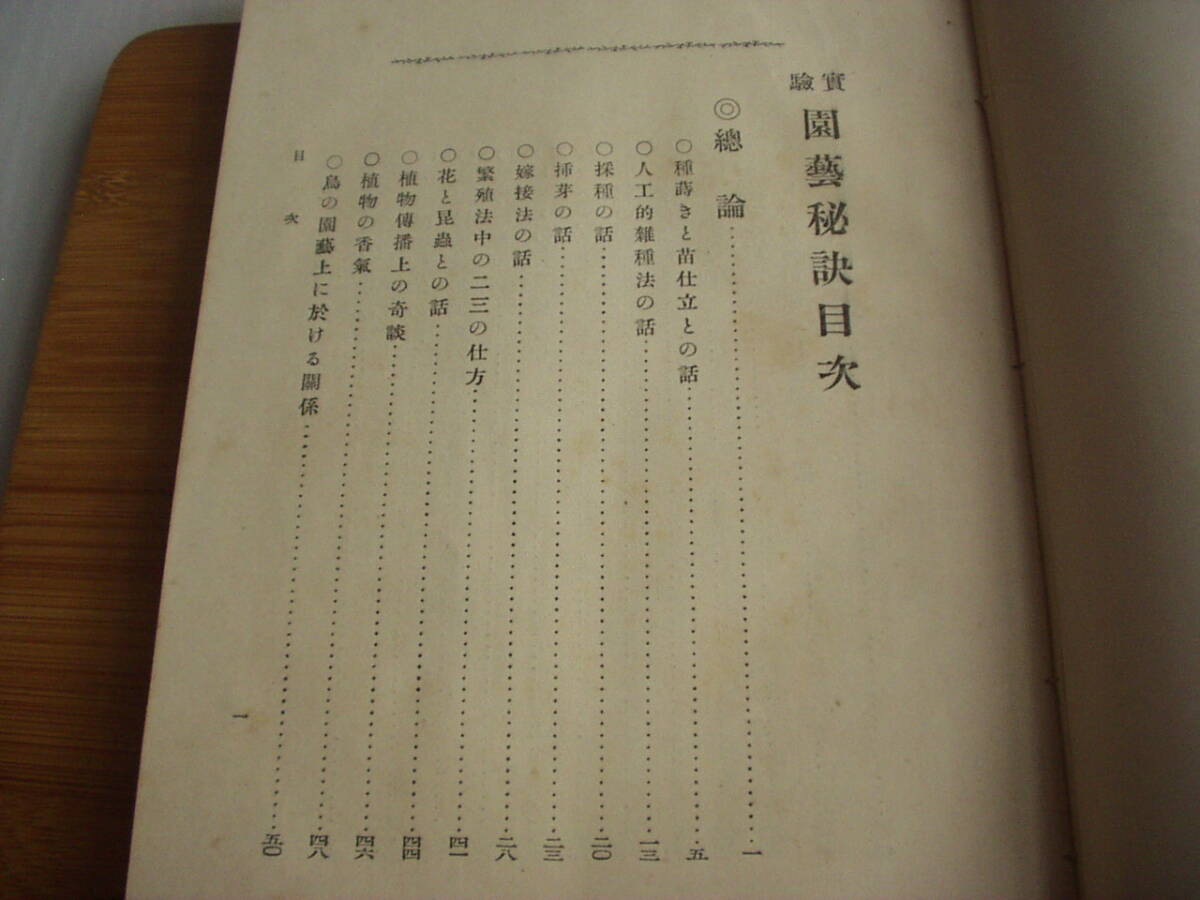 實驗
園藝秘訣目次
◎總論…一
○種蒔きと苗仕立との話…五
○人工的雜種法の話…一三
○採種の話…二〇
○揷芽の話…二三
○嫁接法の話…二八
○繁殖法中の二三の仕方…四一
○花と昆蟲との話…四四
○植物傳播上の奇談…四六
○植物の香氣…四八
○鳥の園藝上に於ける關係…五〇
目次
一